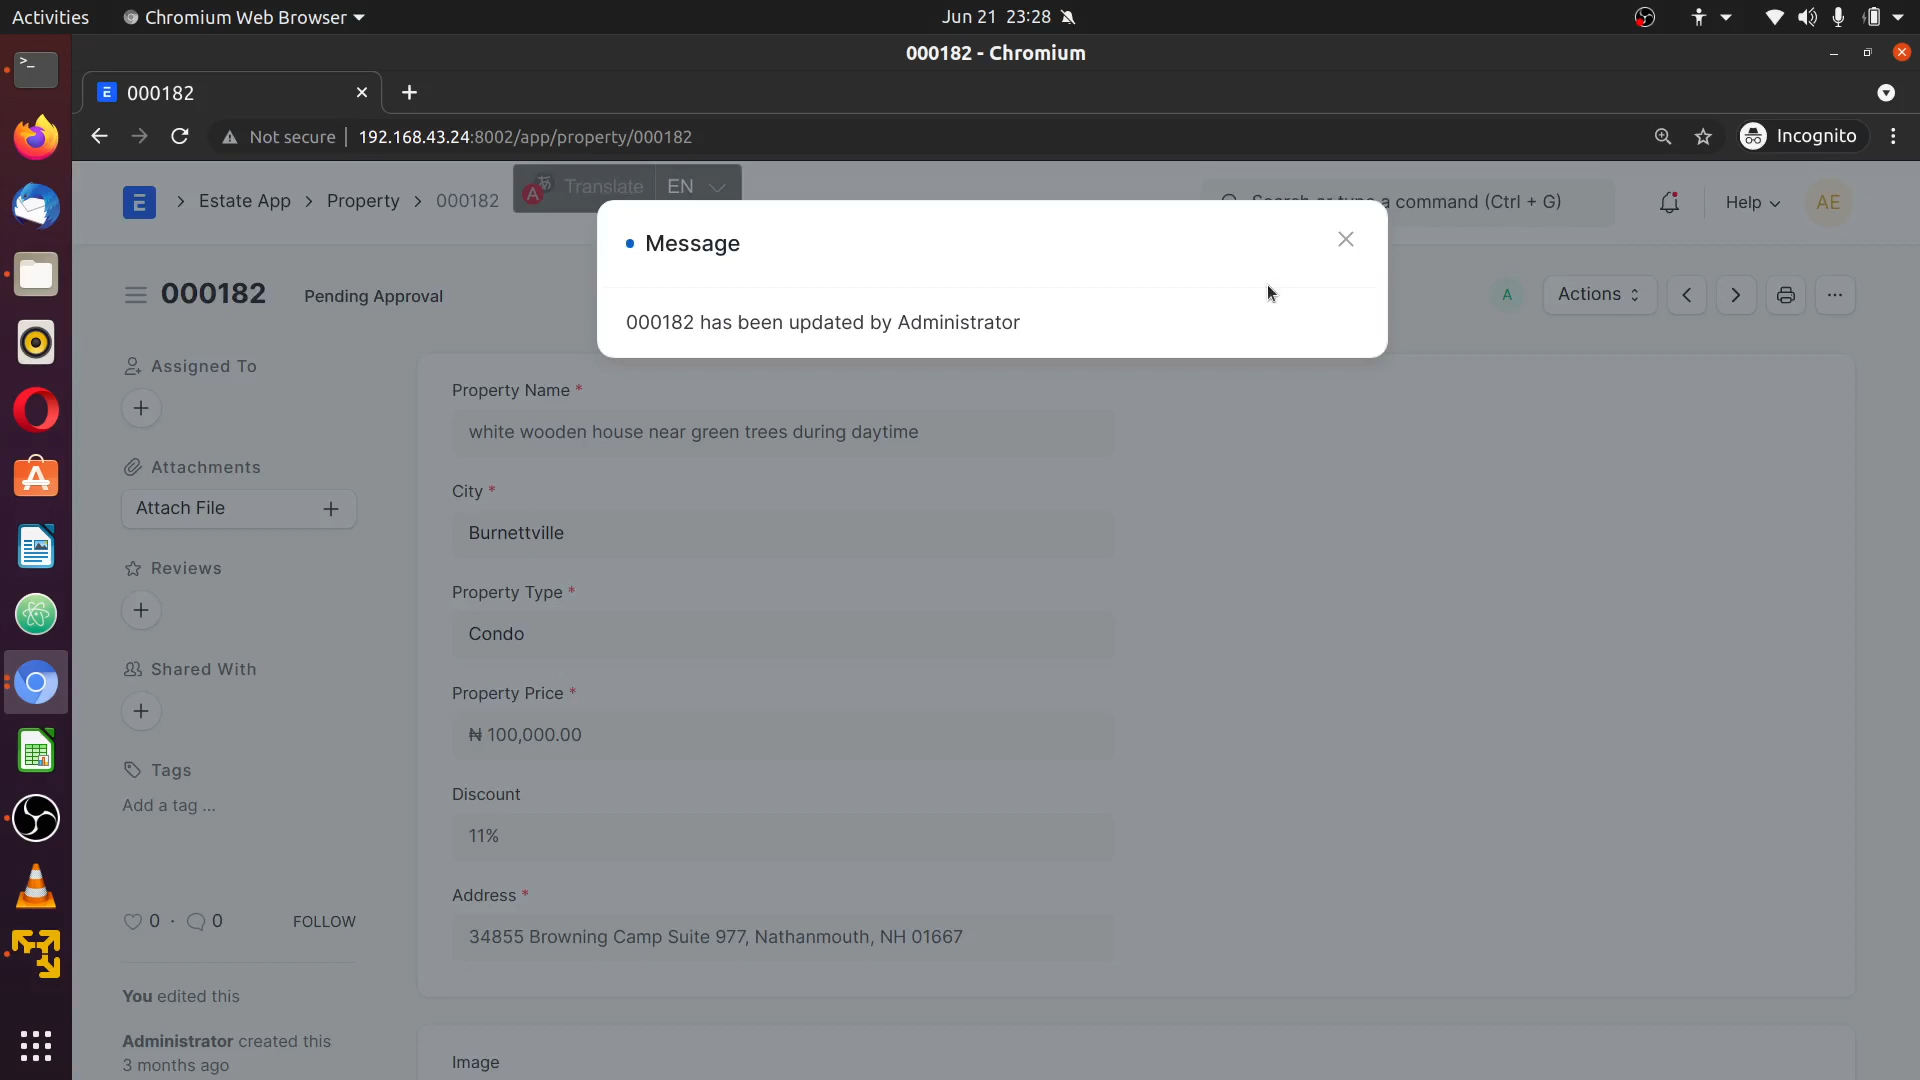 Activities
Chromium Web Browser
Jun 21 23:28
000182 - Chromium
000182
Not secure
192.168.43.24:8002/app/property/000182
Incognito
E
Estate App
Property
000182
Translate
EN
Search or type a command (Ctrl + G)
Help
AE
Message
000182 has been updated by Administrator
000182
Pending Approval
A
Actions
Assigned To
Attachments
Attach File
Reviews
Shared With
Tags
Add a tag ...
0 · 0
FOLLOW
You edited this
Administrator created this
3 months ago
Property Name *
white wooden house near green trees during daytime
City *
Burnettville
Property Type *
Condo
Property Price *
₦ 100,000.00
Discount
11%
Address *
34855 Browning Camp Suite 977, Nathanmouth, NH 01667
Image